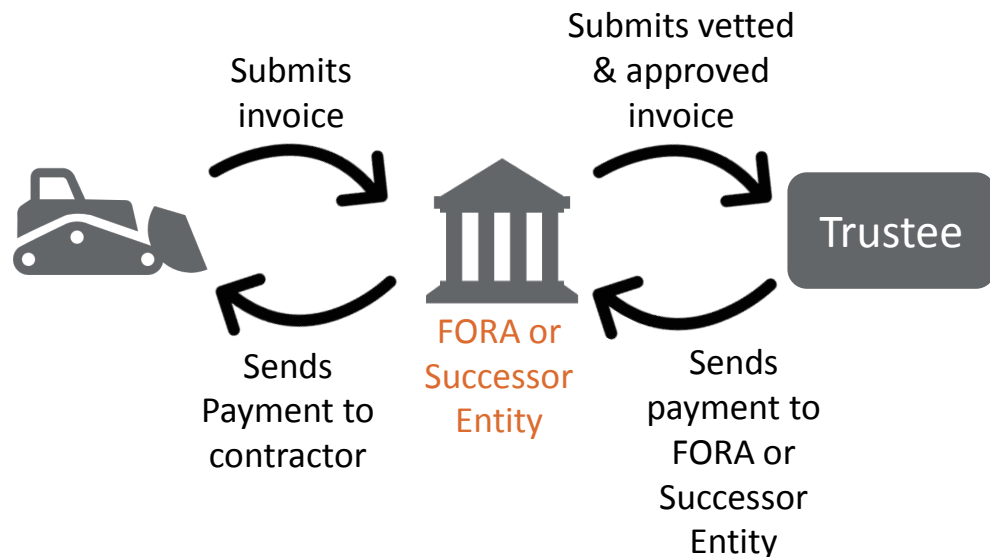 Submits
invoice
Submits vetted
& approved
invoice
Trustee
FORA or
Successor
Entity
Sends
Payment to
contractor
Sends
payment to
FORA or
Successor
Entity